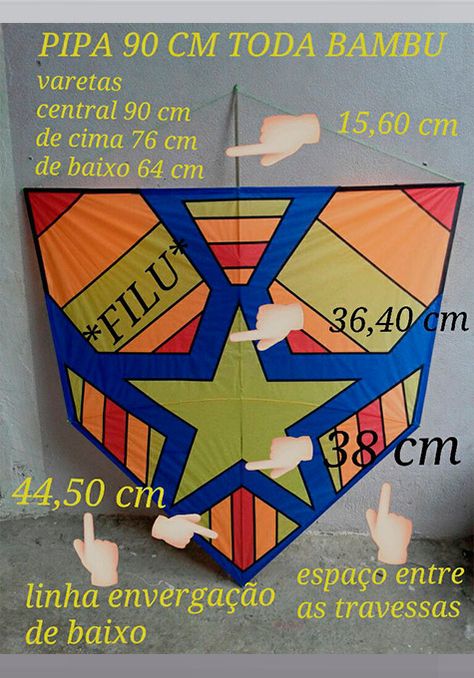 PIPA 90 CM TODA BAMBU
varetas
central 90 cm
de cima 76 cm
de baixo 64 cm
15,60 cm
*FILU*
36,40 cm
38 cm
44,50 cm
linha envergação
de baixo
espaço entre
as travessas